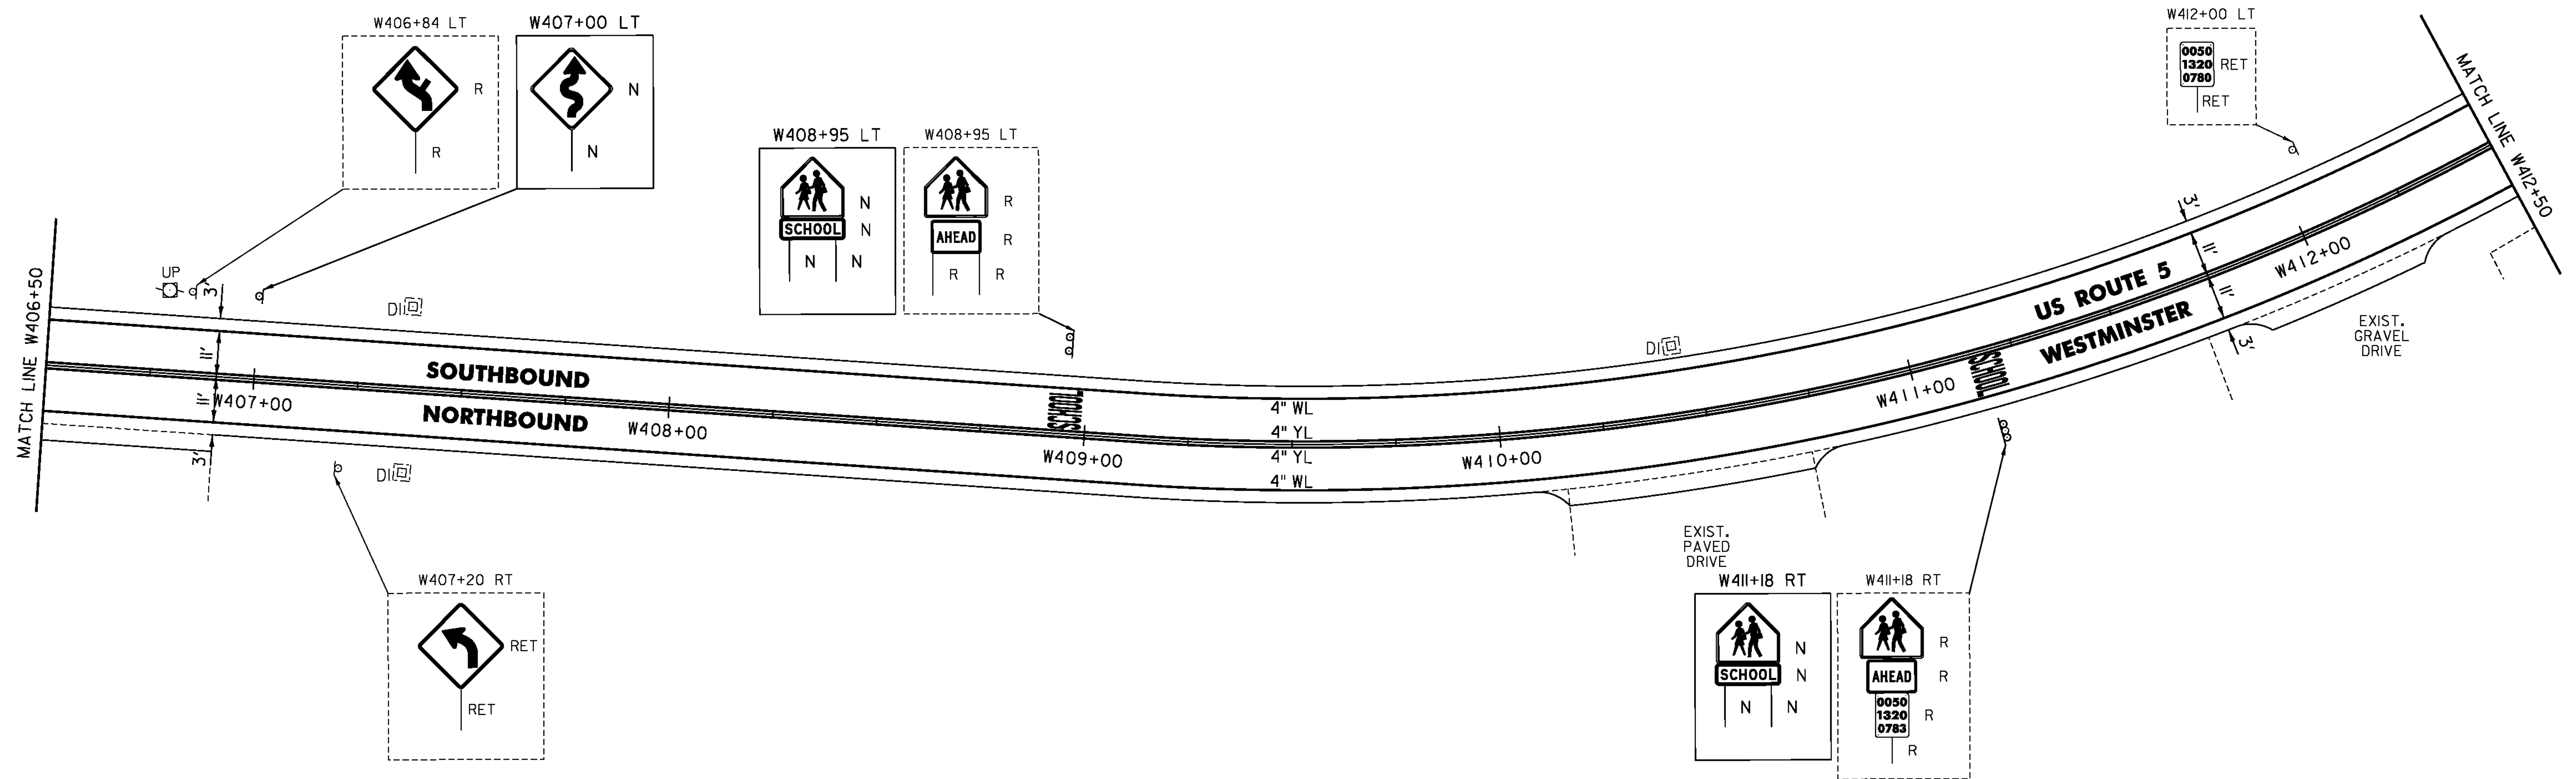 W406+84 LT
R
R
W407+00 LT
N
N
W408+95 LT
N
SCHOOL N
N N
W408+95 LT
R
AHEAD R
R R
W412+00 LT
0050
1320
0780
RET
RET
MATCH LINE W406+50
UP
3'
11'
11'
3'
DI
DI
W407+00
SOUTHBOUND
NORTHBOUND
W408+00
SCHOOL
W409+00
4" WL
4" YL
4" YL
4" WL
W410+00
DI
W411+00
SCHOOL
US ROUTE 5
WESTMINSTER
3'
11'
11'
3'
W412+00
MATCH LINE W412+50
EXIST.
GRAVEL
DRIVE
EXIST.
PAVED
DRIVE
W407+20 RT
RET
RET
W411+18 RT
N
SCHOOL N
N N
W411+18 RT
R
AHEAD R
0050
1320
0783
R
R